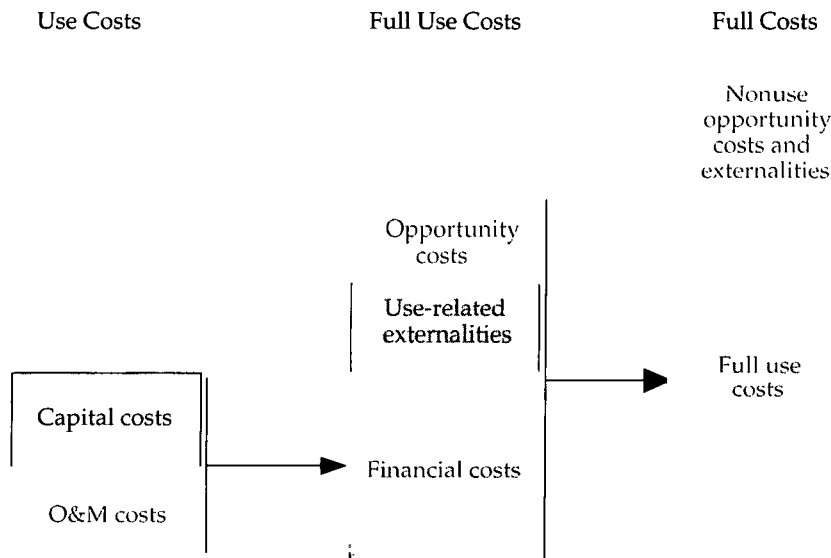 Use Costs
Full Use Costs
Full Costs
Nonuse
opportunity
costs and
externalities
Opportunity
costs
Use-related
externalities
Full use
costs
Capital costs
Financial costs
O&M costs